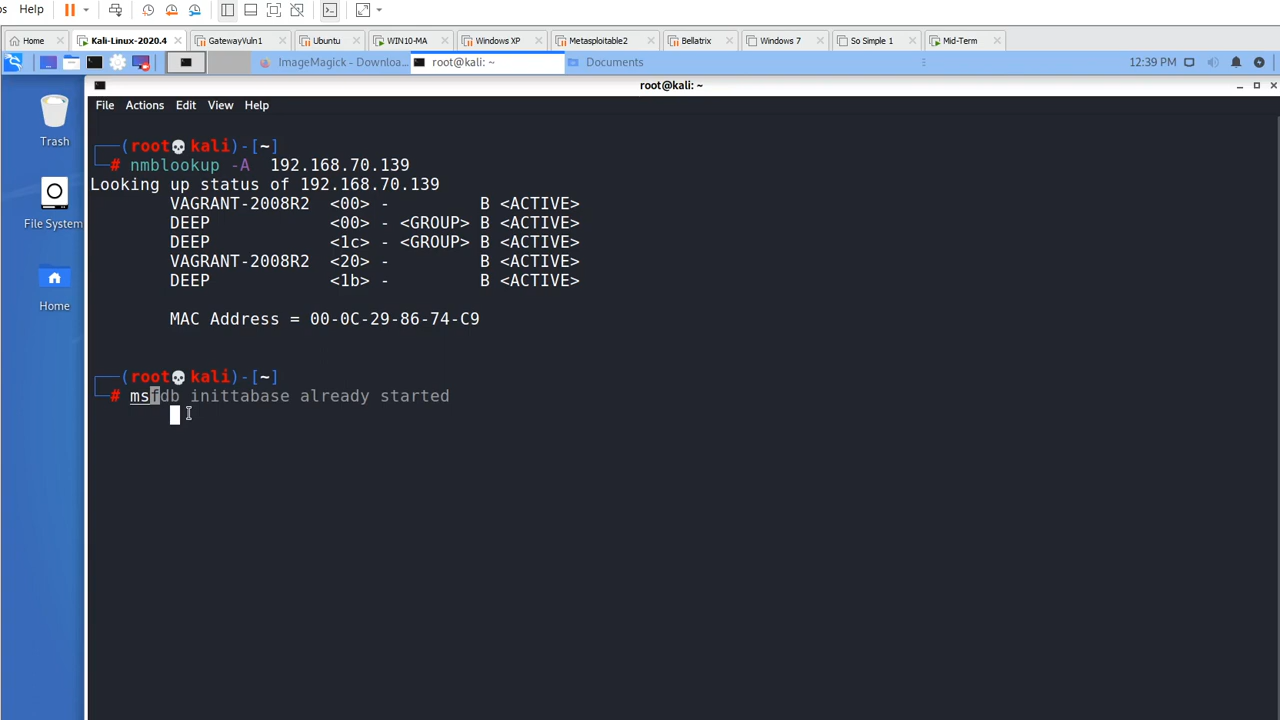 s Help
Home Kali-Linux-2020.4 GatewayVuln1 Ubuntu WIN10-MA Windows XP Metasploitable2 Bellatrix Windows 7 So Simple 1 Mid-Term
ImageMagick - Downloa... root@kali: ~ Documents 12:39 PM
root@kali: ~
File Actions Edit View Help
Trash
File System
Home
┌──(root💀kali)-[~]
└─# nmblookup -A  192.168.70.139
Looking up status of 192.168.70.139
VAGRANT-2008R2  <00> -         B <ACTIVE>
DEEP            <00> - <GROUP> B <ACTIVE>
DEEP            <1c> - <GROUP> B <ACTIVE>
VAGRANT-2008R2  <20> -         B <ACTIVE>
DEEP            <1b> -         B <ACTIVE>
MAC Address = 00-0C-29-86-74-C9
┌──(root💀kali)-[~]
└─# msfdb inittabase already started